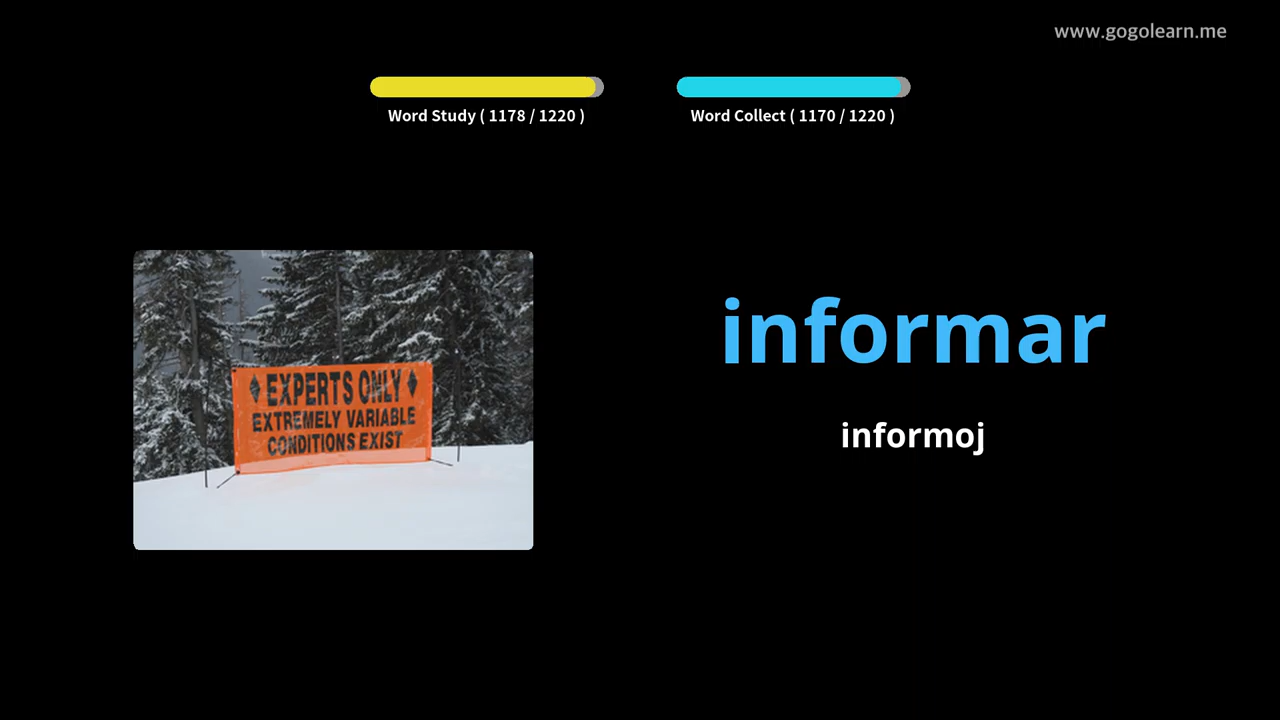 www.gogolearn.me
Word Study ( 1178 / 1220 )
Word Collect ( 1170 / 1220 )
EXPERTS ONLY
EXTREMELY VARIABLE
CONDITIONS EXIST
informar
informoj